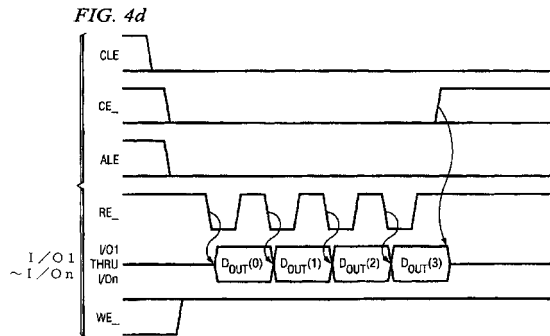 FIG. 4d
CLE
CE_
ALE
RE_
I/O1
~I/On
I/O1
THRU
I/On
DOUT(0)
DOUT(1)
DOUT(2)
DOUT(3)
WE_